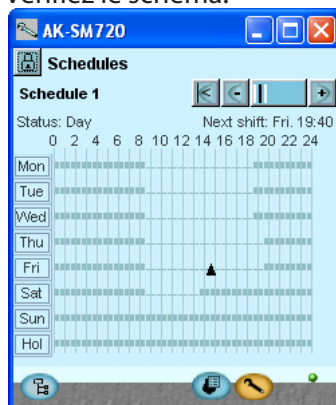 vérifiez le schéma.
AK-SM720
Schedules
Schedule 1
Status: Day Next shift: Fri. 19:40
0 2 4 6 8 10 12 14 16 18 20 22 24
Mon
Tue
Wed
Thu
Fri
Sat
Sun
Hol